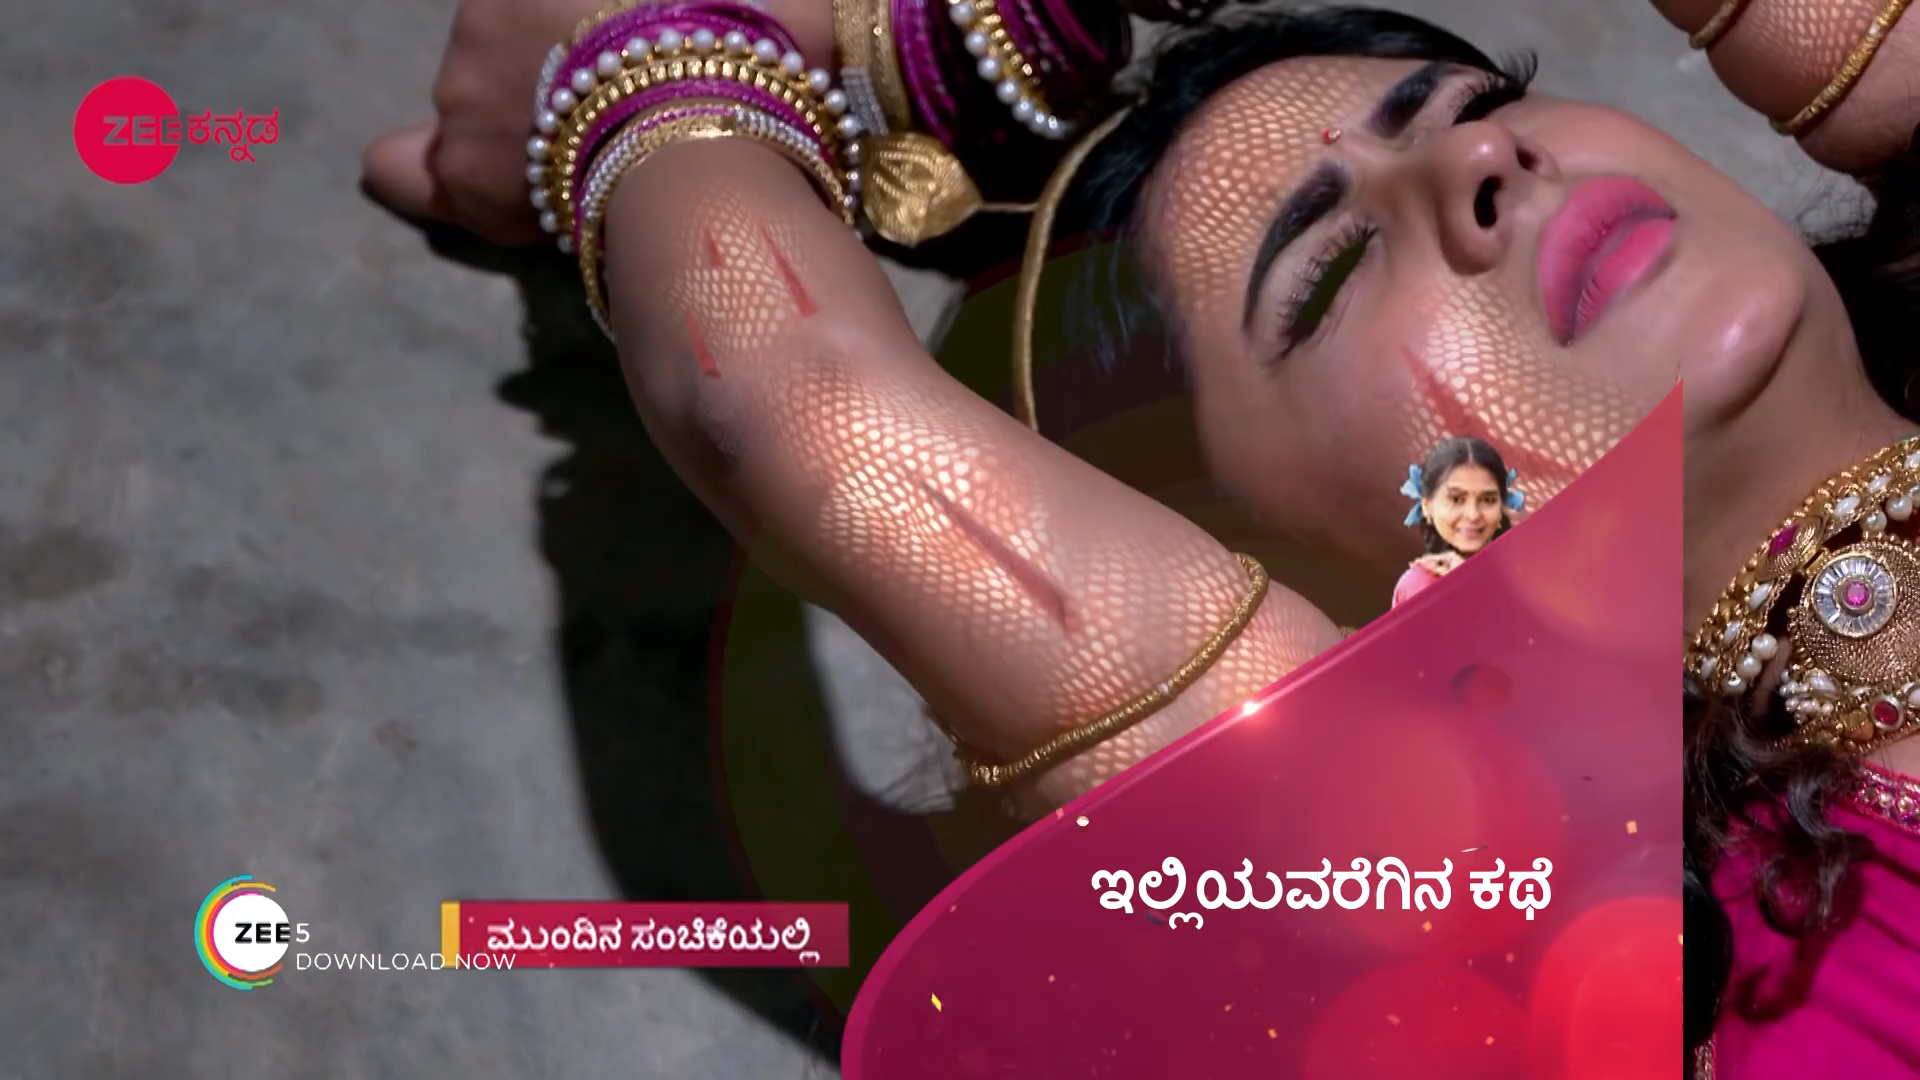 ZEE ಕನ್ನಡ
ಇಲ್ಲಿಯವರೆಗಿನ ಕಥೆ
ಮುಂದಿನ ಸಂಚಿಕೆಯಲ್ಲಿ
ZEE5
DOWNLOAD NOW